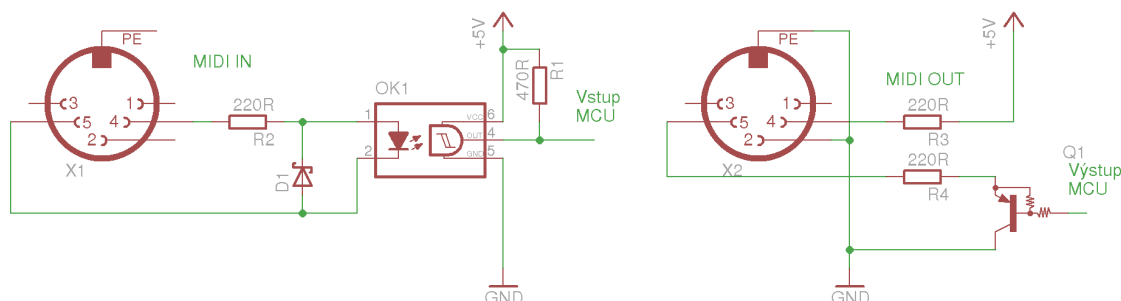 PE
MIDI IN
3
1
5
4
2
X1
220R
R2
D1
OK1
1
2
VCC
6
OUT
4
GND
5
+5V
470R
R1
Vstup
MCU
GND
PE
MIDI OUT
3
1
5
4
2
X2
220R
R3
220R
R4
+5V
Q1
Výstup
MCU
GND